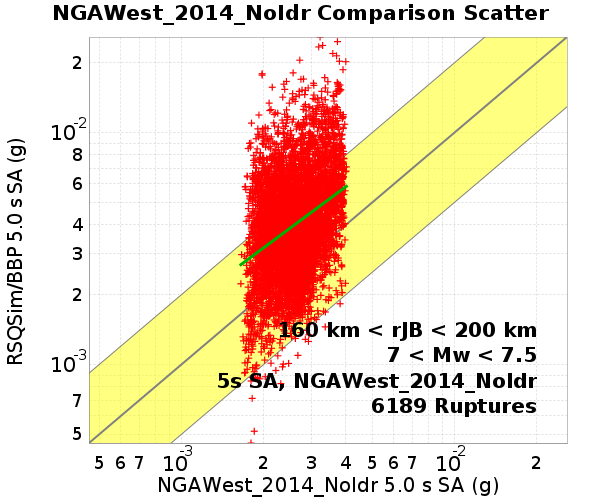 NGAWest_2014_NoIdr Comparison Scatter
2
10-2
8
6
4
3
2
10-3
7
5
RSQSim/BBP 5.0 s SA (g)
160 km < rJB < 200 km
7 < Mw < 7.5
5s SA, NGAWest_2014_NoIdr
6189 Ruptures
5 6 7 10-3 2 3 4 5 6 7 10-2 2
NGAWest_2014_NoIdr 5.0 s SA (g)